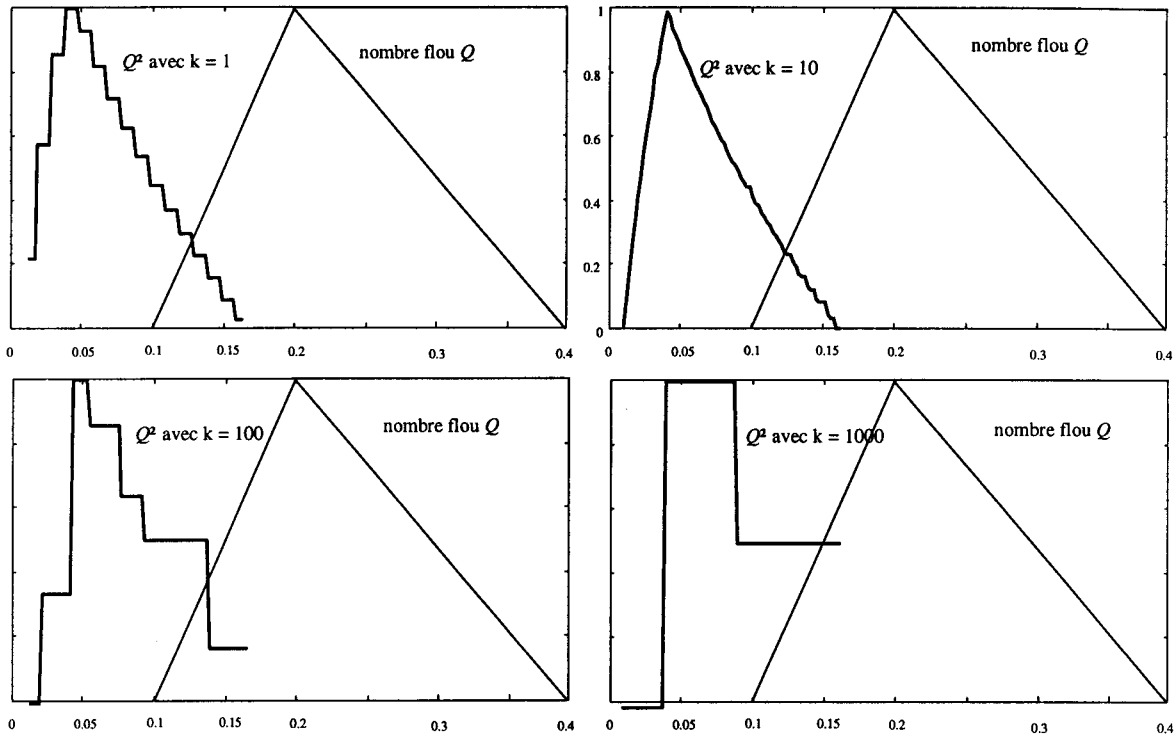 nombre flou Q
Q² avec k = 1
0 0.05 0.1 0.15 0.2 0.3 0.4
1
nombre flou Q
Q² avec k = 10
0.8
0.6
0.4
0.2
0
0 0.05 0.1 0.15 0.2 0.3 0.4
nombre flou Q
Q² avec k = 100
0 0.05 0.1 0.15 0.2 0.3 0.4
nombre flou Q
Q² avec k = 1000
0 0.05 0.1 0.15 0.2 0.3 0.4